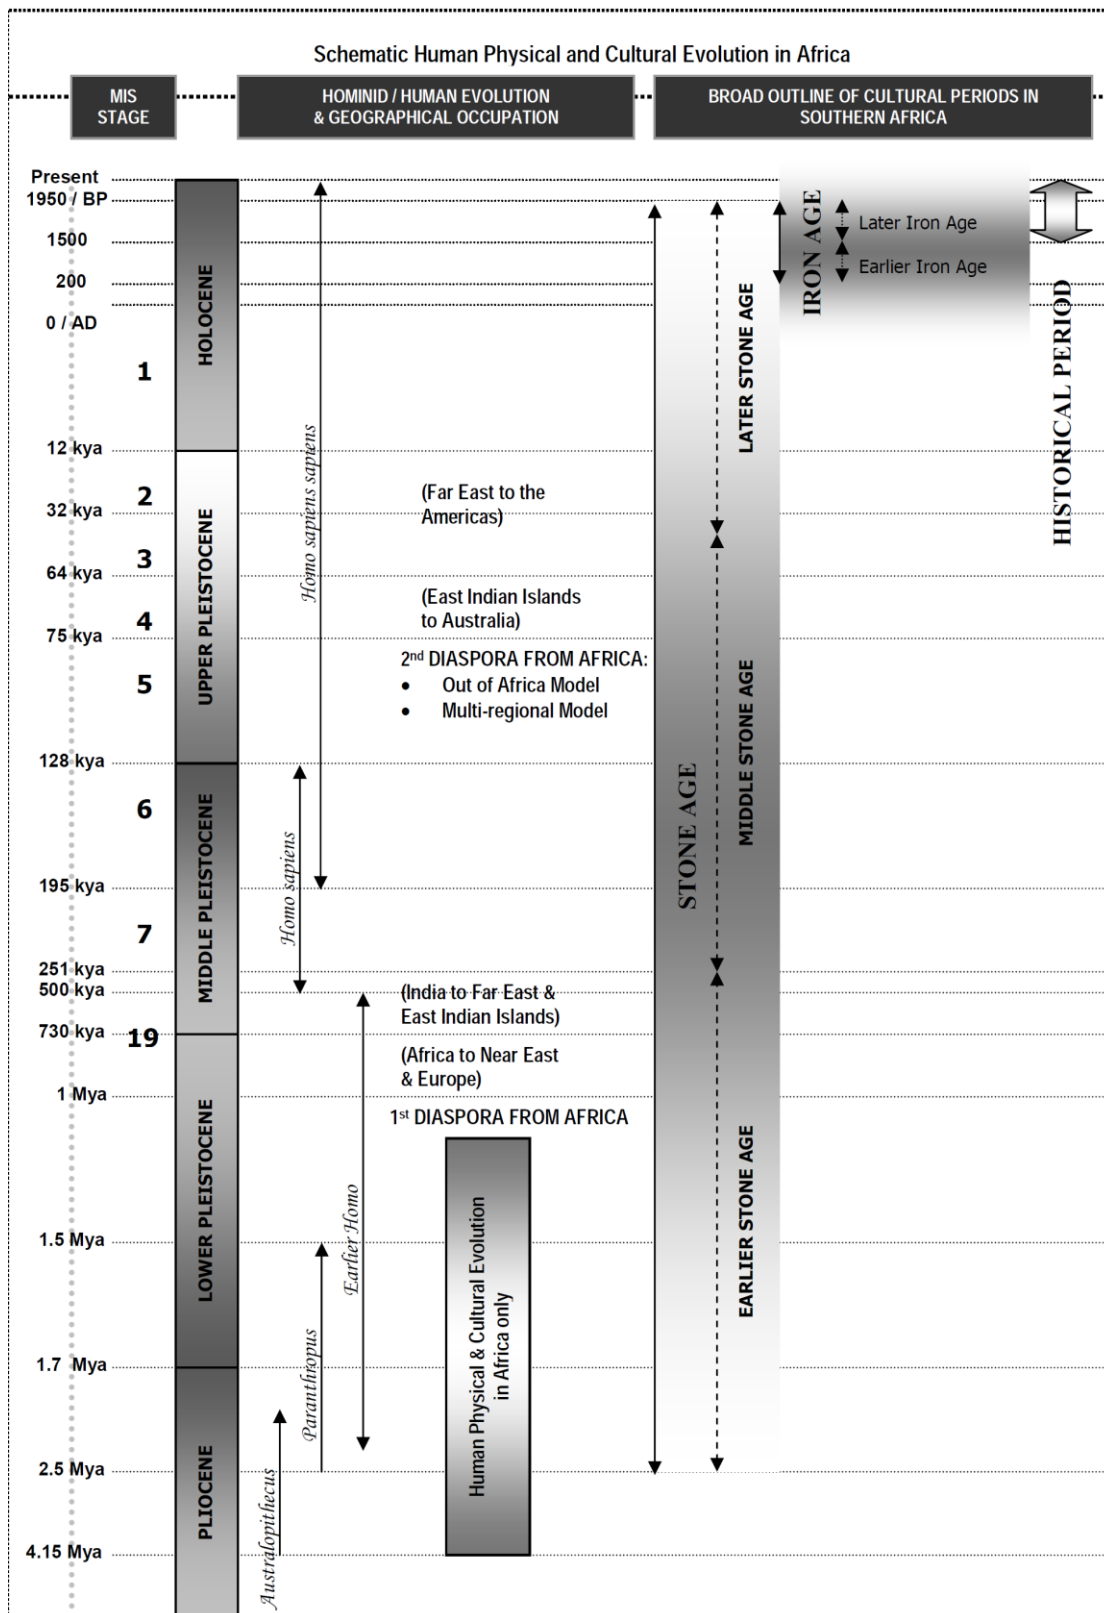 Schematic Human Physical and Cultural Evolution in Africa
MIS
STAGE
HOMINID / HUMAN EVOLUTION
& GEOGRAPHICAL OCCUPATION
BROAD OUTLINE OF CULTURAL PERIODS IN
SOUTHERN AFRICA
Present
1950 / BP
1500
200
0 / AD
1
12 kya
2
32 kya
3
64 kya
4
75 kya
5
128 kya
6
195 kya
7
251 kya
500 kya
730 kya
19
1 Mya
1.5 Mya
1.7 Mya
2.5 Mya
4.15 Mya
HOLOCENE
UPPER PLEISTOCENE
MIDDLE PLEISTOCENE
LOWER PLEISTOCENE
PLIOCENE
Homo sapiens sapiens
Homo sapiens
Earlier Homo
Paranthropus
Australopithecus
(Far East to the
Americas)
(East Indian Islands
to Australia)
2nd DIASPORA FROM AFRICA:
• Out of Africa Model
• Multi-regional Model
(India to Far East &
East Indian Islands)
(Africa to Near East
& Europe)
1st DIASPORA FROM AFRICA
Human Physical & Cultural Evolution
in Africa only
STONE AGE
LATER STONE AGE
MIDDLE STONE AGE
EARLIER STONE AGE
IRON AGE
Later Iron Age
Earlier Iron Age
HISTORICAL PERIOD